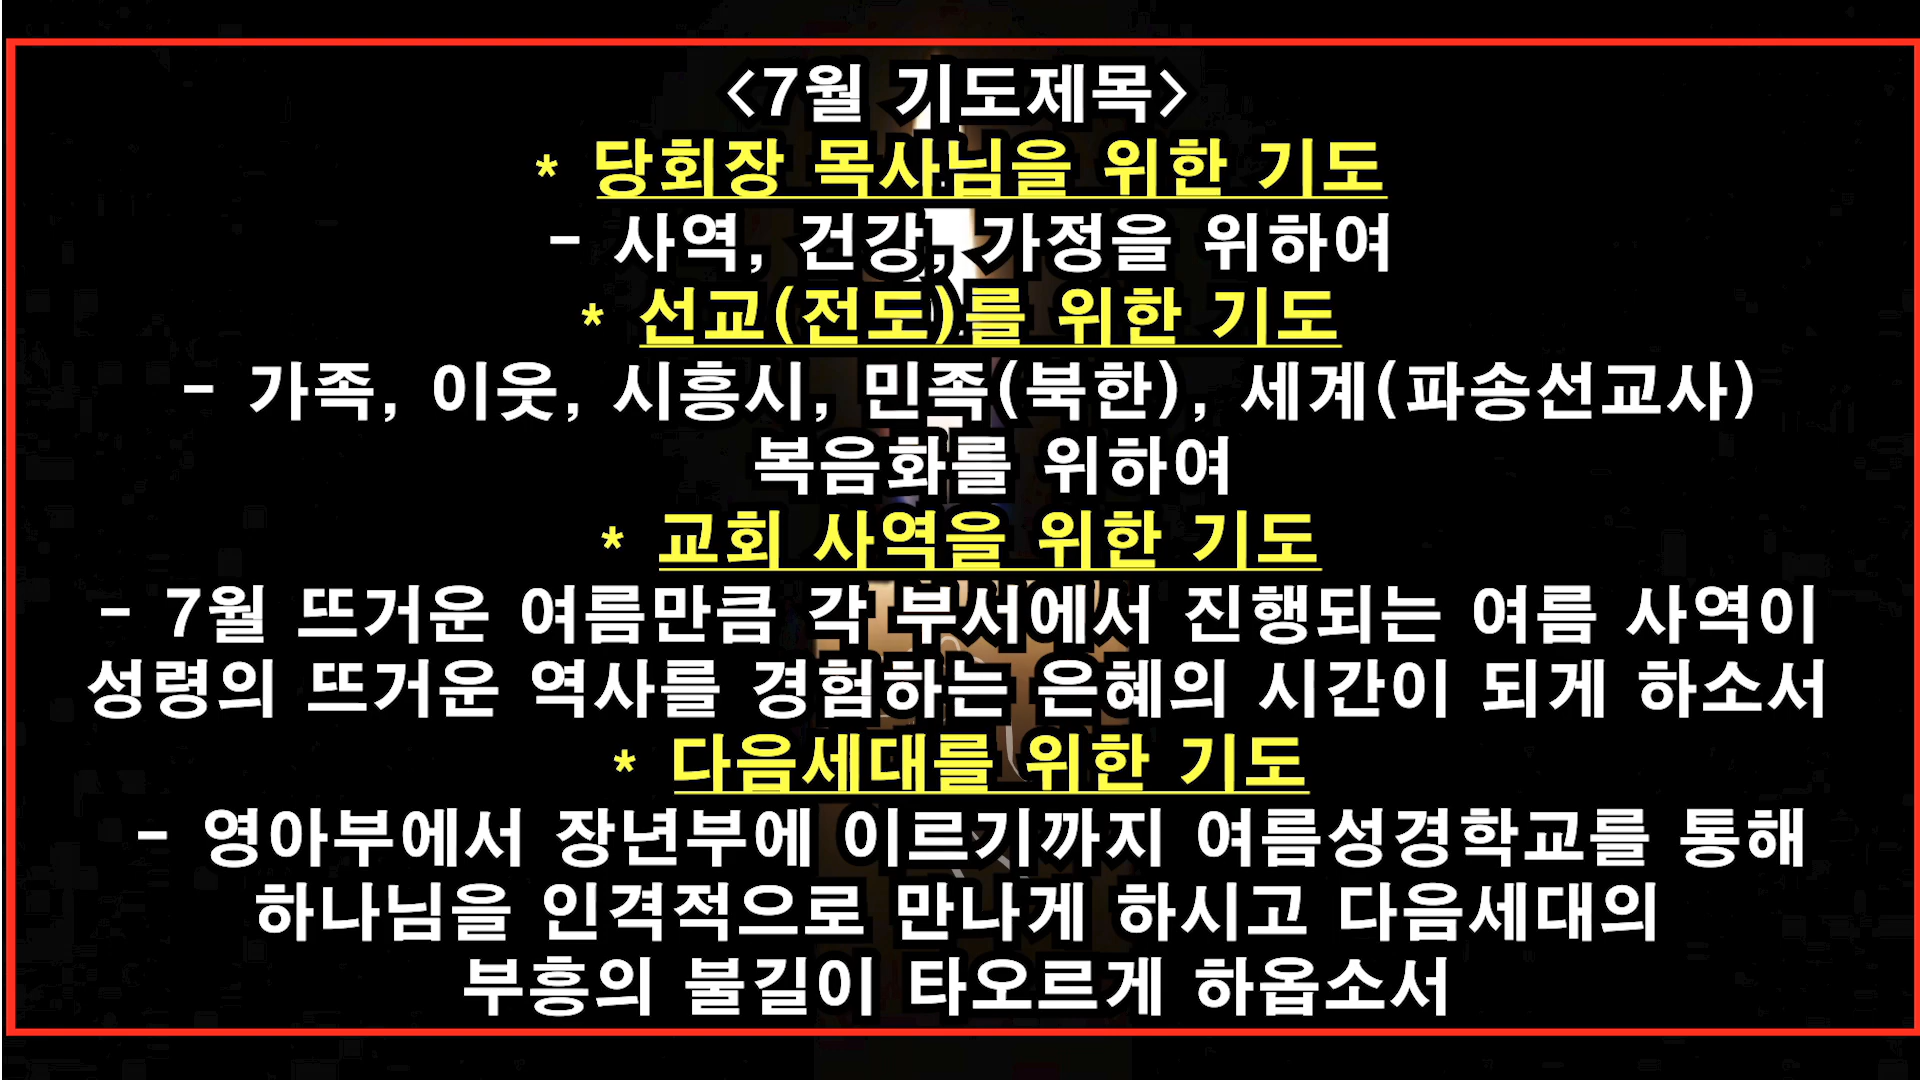 <7월 기도제목>
* 당회장 목사님을 위한 기도
- 사역, 건강, 가정을 위하여
* 선교(전도)를 위한 기도
- 가족, 이웃, 시흥시, 민족(북한), 세계(파송선교사)
복음화를 위하여
* 교회 사역을 위한 기도
- 7월 뜨거운 여름만큼 각 부서에서 진행되는 여름 사역이
성령의 뜨거운 역사를 경험하는 은혜의 시간이 되게 하소서
* 다음세대를 위한 기도
- 영아부에서 장년부에 이르기까지 여름성경학교를 통해
하나님을 인격적으로 만나게 하시고 다음세대의
부흥의 불길이 타오르게 하옵소서